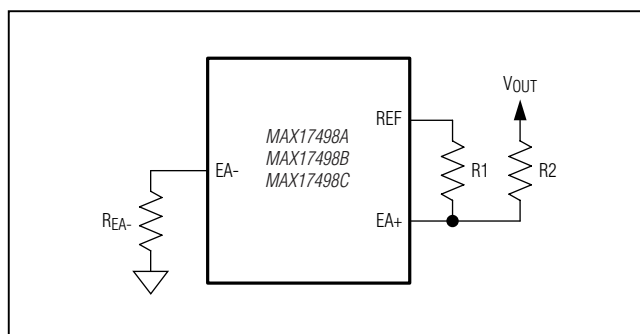 VOUT
REF
MAX17498A
MAX17498B
MAX17498C
EA-
R1
R2
REA-
EA+